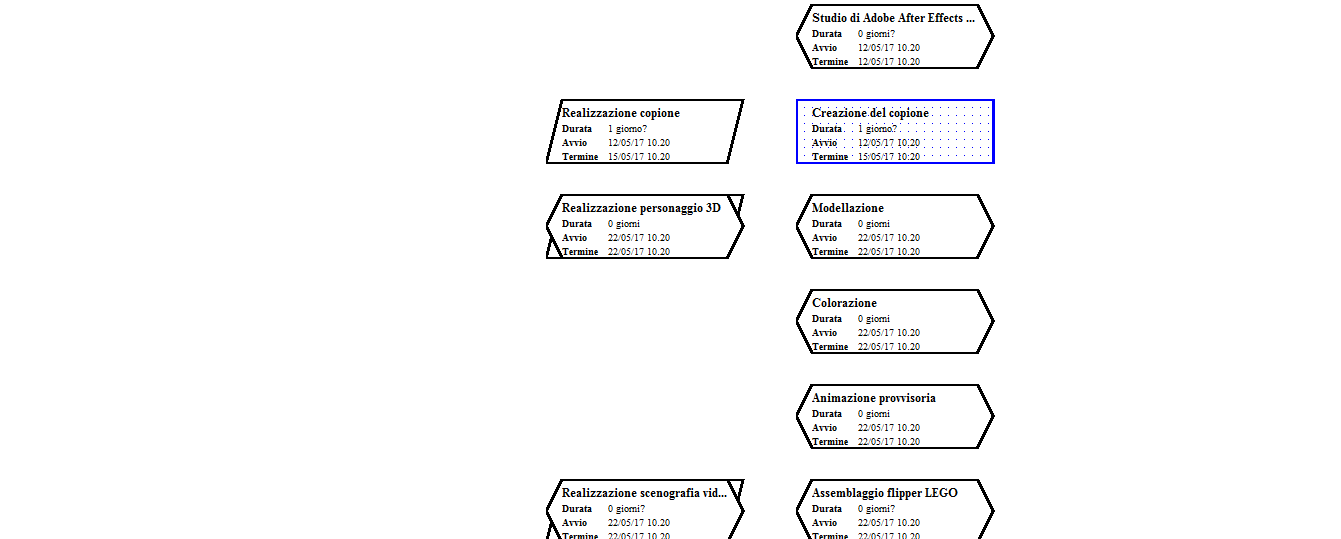 Studio di Adobe After Effects ...
Durata 0 giorni?
Avvio 12/05/17 10.20
Termine 12/05/17 10.20
Realizzazione copione
Durata 1 giorno?
Avvio 12/05/17 10.20
Termine 15/05/17 10.20
Creazione del copione
Durata 1 giorno?
Avvio 12/05/17 10.20
Termine 15/05/17 10.20
Realizzazione personaggio 3D
Durata 0 giorni
Avvio 22/05/17 10.20
Termine 22/05/17 10.20
Modellazione
Durata 0 giorni
Avvio 22/05/17 10.20
Termine 22/05/17 10.20
Colorazione
Durata 0 giorni
Avvio 22/05/17 10.20
Termine 22/05/17 10.20
Animazione provvisoria
Durata 0 giorni
Avvio 22/05/17 10.20
Termine 22/05/17 10.20
Realizzazione scenografia vid...
Durata 0 giorni?
Avvio 22/05/17 10.20
Termine 22/05/17 10.20
Assemblaggio flipper LEGO
Durata 0 giorni?
Avvio 22/05/17 10.20
Termine 22/05/17 10.20